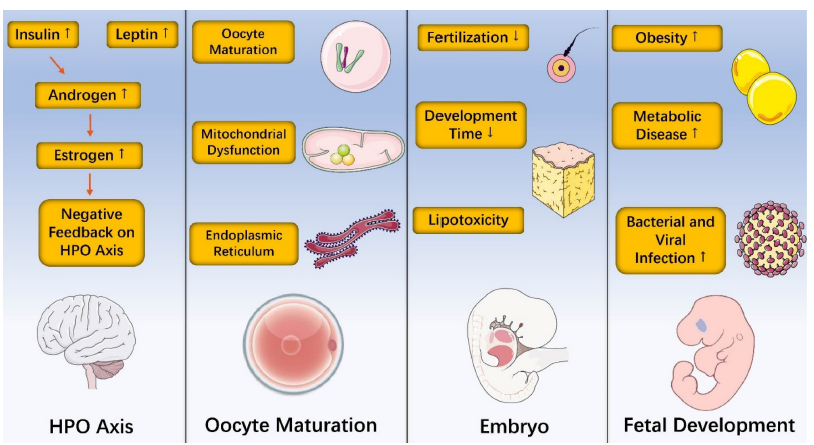 Insulin ↑
Leptin ↑
Androgen ↑
Estrogen ↑
Negative
Feedback on
HPO Axis
HPO Axis
Oocyte
Maturation
Mitochondrial
Dysfunction
Endoplasmic
Reticulum
Oocyte Maturation
Fertilization ↓
Development
Time ↓
Lipotoxicity
Embryo
Obesity ↑
Metabolic
Disease ↑
Bacterial and
Viral
Infection ↑
Fetal Development